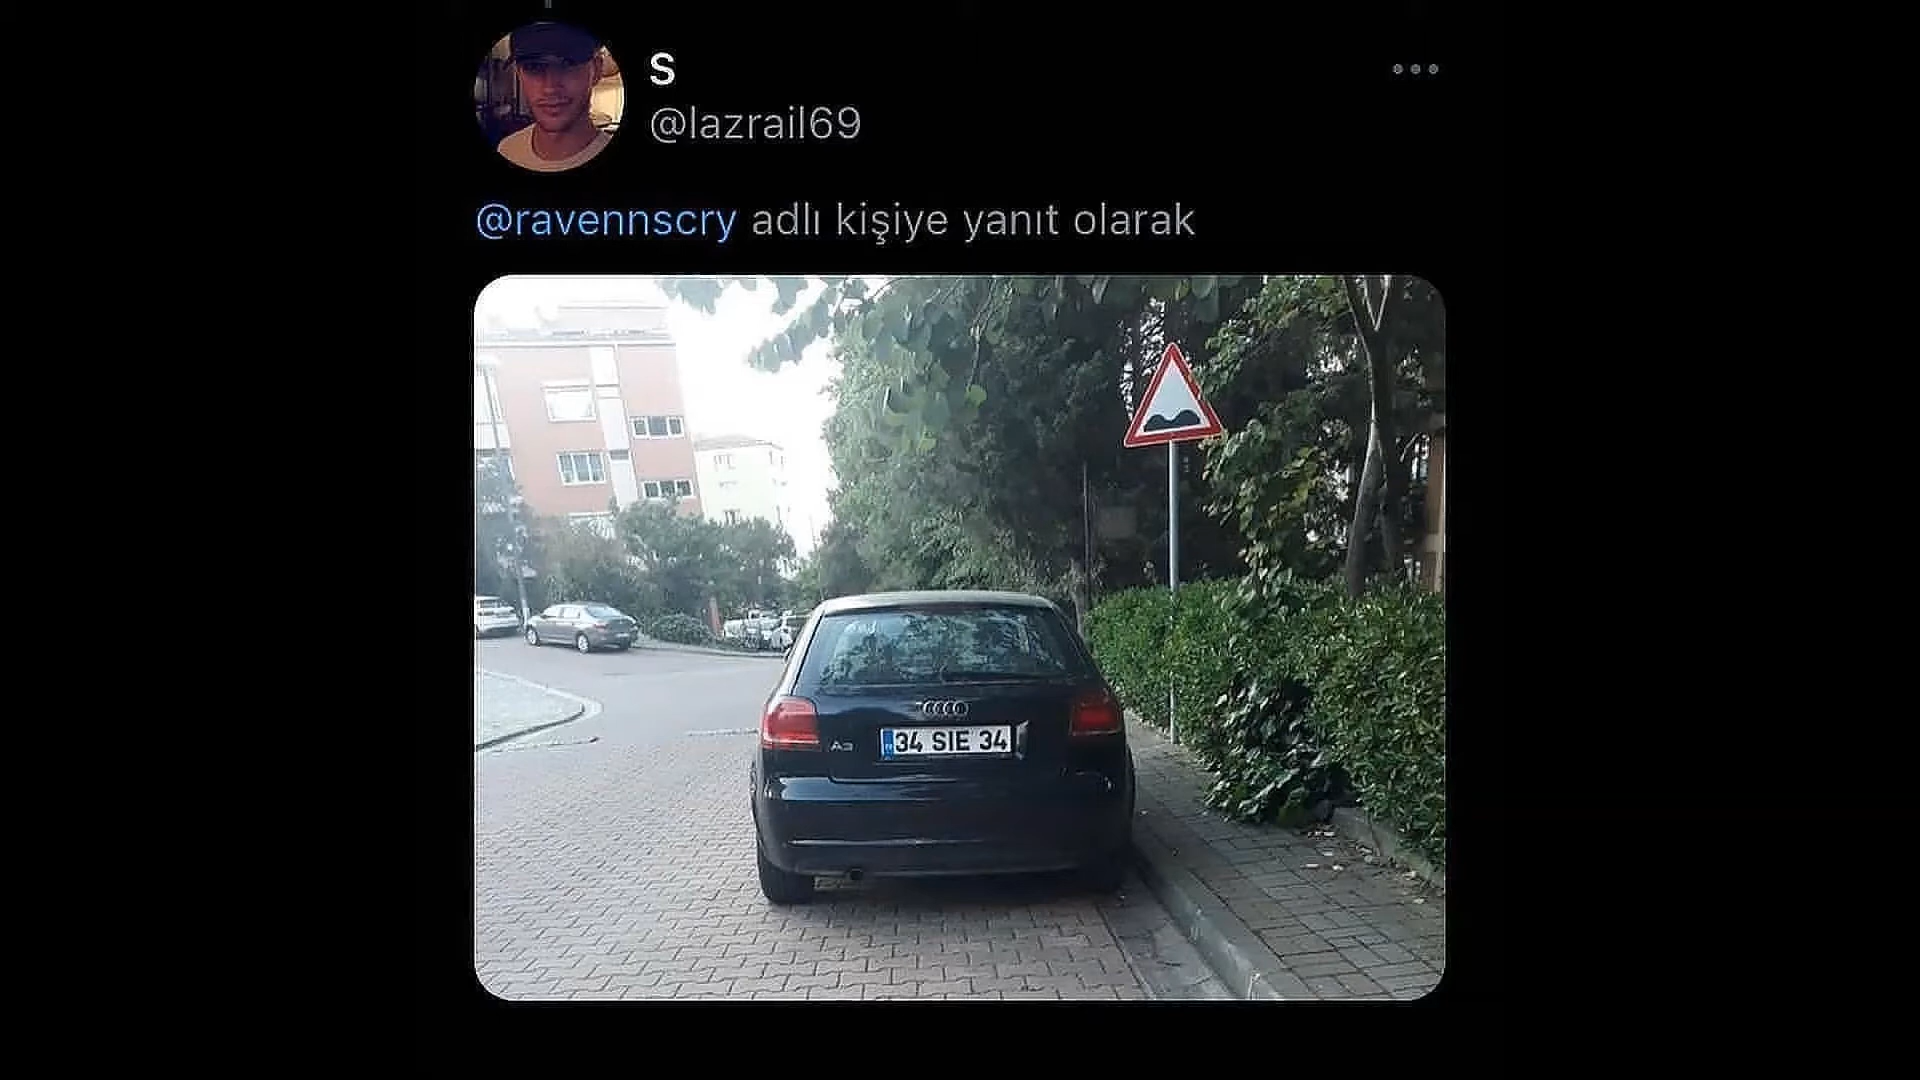 S
@lazrail69
@ravennscry adlı kişiye yanıt olarak
A3
34 SIE 34